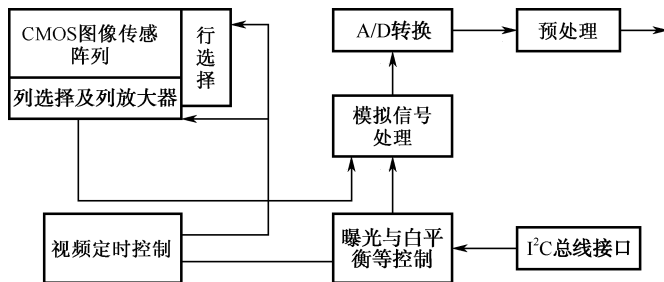 CMOS图像传感
阵列
行
选
择
列选择及列放大器
A/D转换
预处理
模拟信号
处理
视频定时控制
曝光与白平
衡等控制
I²C总线接口